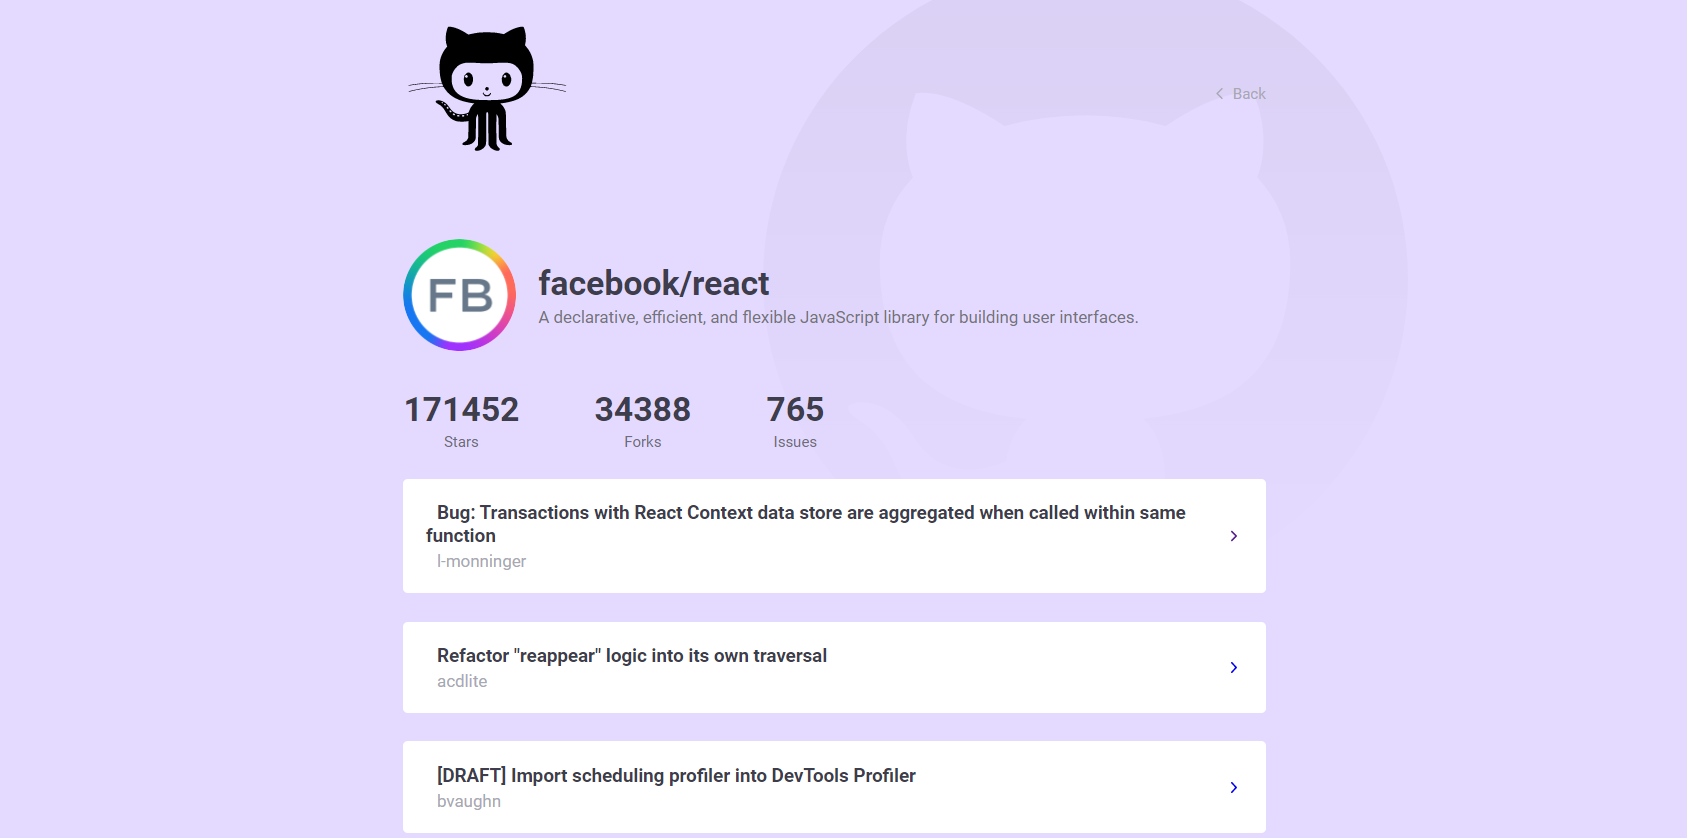 Back
FB
facebook/react
A declarative, efficient, and flexible JavaScript library for building user interfaces.
171452 34388 765
Stars Forks Issues
Bug: Transactions with React Context data store are aggregated when called within same
function
l-monninger
Refactor "reappear" logic into its own traversal
acdlite
[DRAFT] Import scheduling profiler into DevTools Profiler
bvaughn